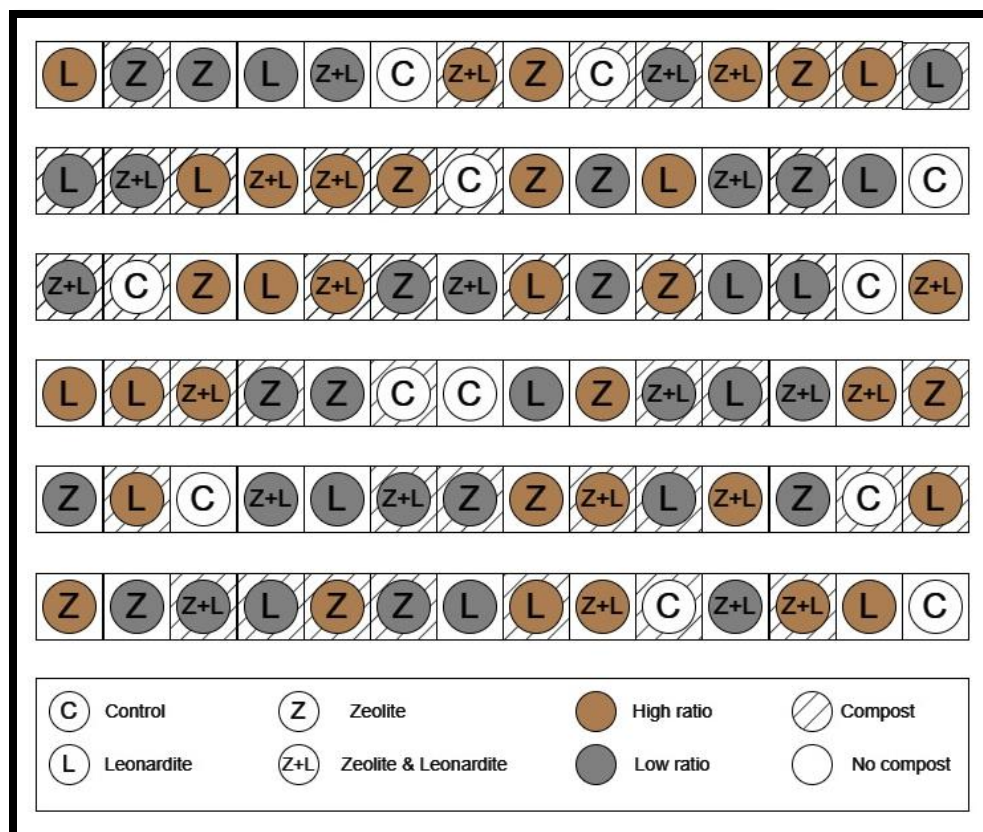 L Z Z L Z+L C Z+L Z C Z+L Z+L Z L L
L Z+L L Z+L Z+L Z C Z Z L Z+L Z L C
Z+L C Z L Z+L Z Z+L L Z Z L L C Z+L
L L Z+L Z Z C C L Z Z+L L Z+L Z+L Z
Z L C Z+L L Z+L Z Z Z+L L Z+L Z C L
Z Z Z+L L Z Z L L Z+L C Z+L Z+L L C
C Control Z Zeolite High ratio Compost
L Leonardite Z+L Zeolite & Leonardite Low ratio No compost